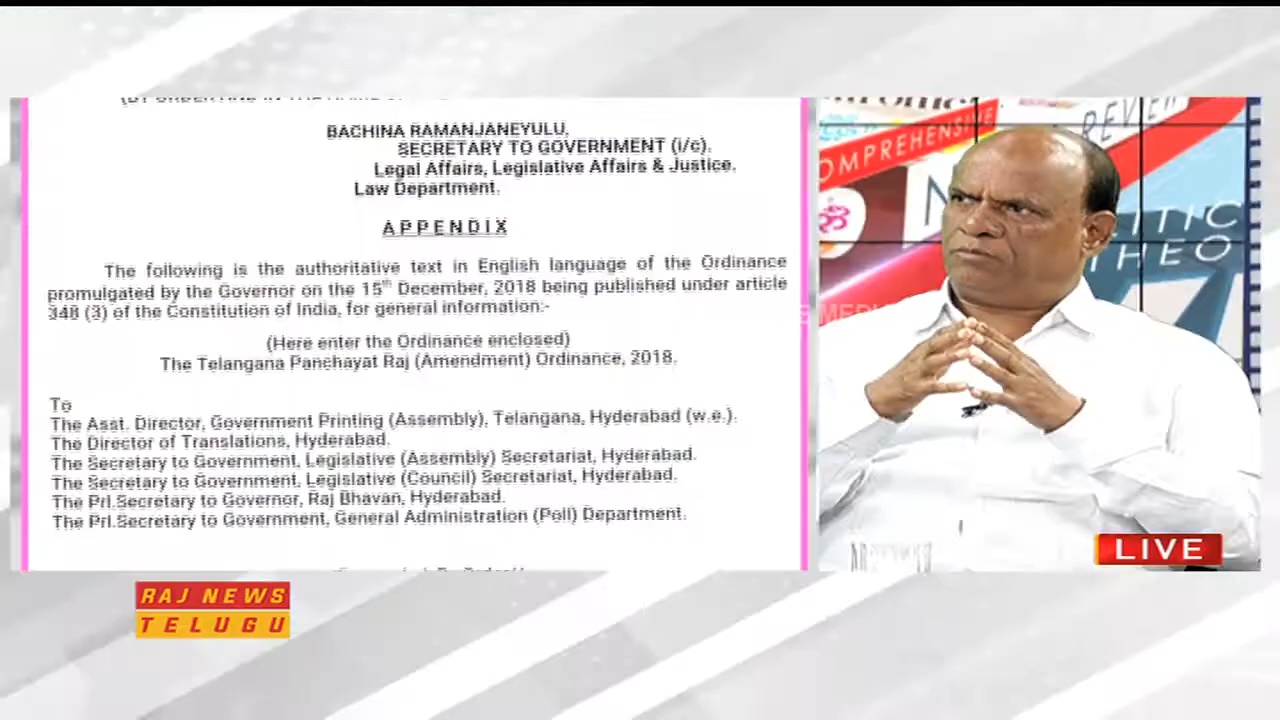 BACHINA RAMANJANEYULU,
SECRETARY TO GOVERNMENT (i/c).
Legal Affairs, Legislative Affairs & Justice.
Law Department.
APPENDIX
The following is the authoritative text in English language of the Ordinance
promulgated by the Governor on the 15th December, 2018 being published under article
348 (3) of the Constitution of India, for general information:-
(Here enter the Ordinance enclosed)
The Telangana Panchayat Raj (Amendment) Ordinance, 2018.
To
The Asst. Director, Government Printing (Assembly), Telangana, Hyderabad (w.e.).
The Director of Translations, Hyderabad.
The Secretary to Government, Legislative (Assembly) Secretariat, Hyderabad.
The Secretary to Government, Legislative (Council) Secretariat, Hyderabad.
The Prl.Secretary to Governor, Raj Bhavan, Hyderabad.
The Prl.Secretary to Government, General Administration (Poll) Department.
OMPREHENSIVE
REVIEW
N
ITIC
THEO
MEDI
LIVE
RAJ NEWS
TELUGU